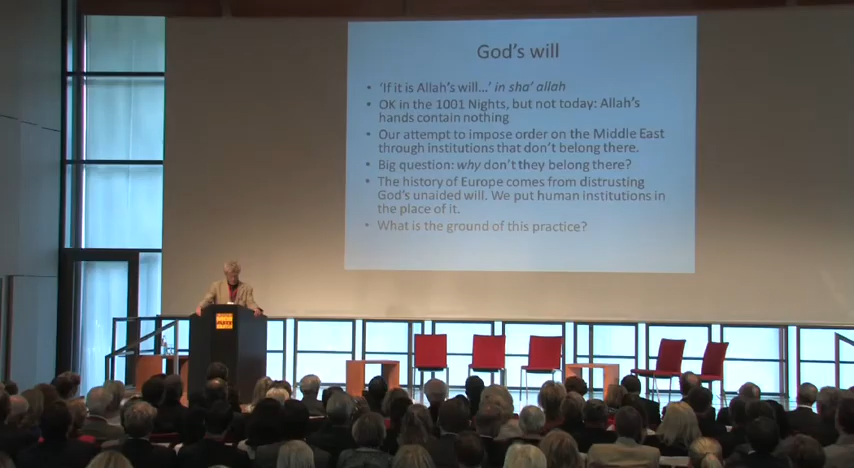 God's will
• 'If it is Allah's will...' in sha' allah
• OK in the 1001 Nights, but not today: Allah's
hands contain nothing
• Our attempt to impose order on the Middle East
through institutions that don't belong there.
• Big question: why don't they belong there?
• The history of Europe comes from distrusting
God's unaided will. We put human institutions in
the place of it.
• What is the ground of this practice?